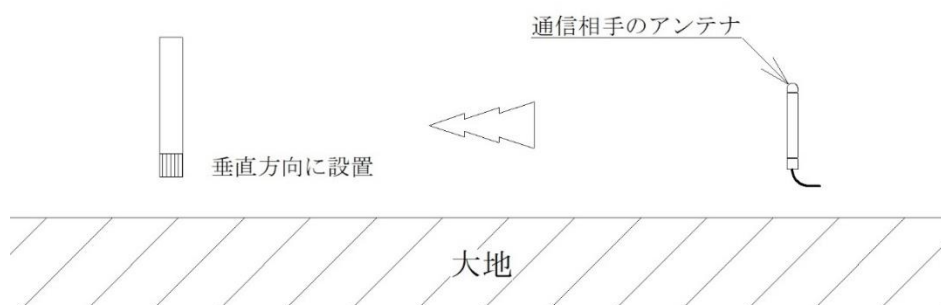 通信相手のアンテナ
垂直方向に設置
大地